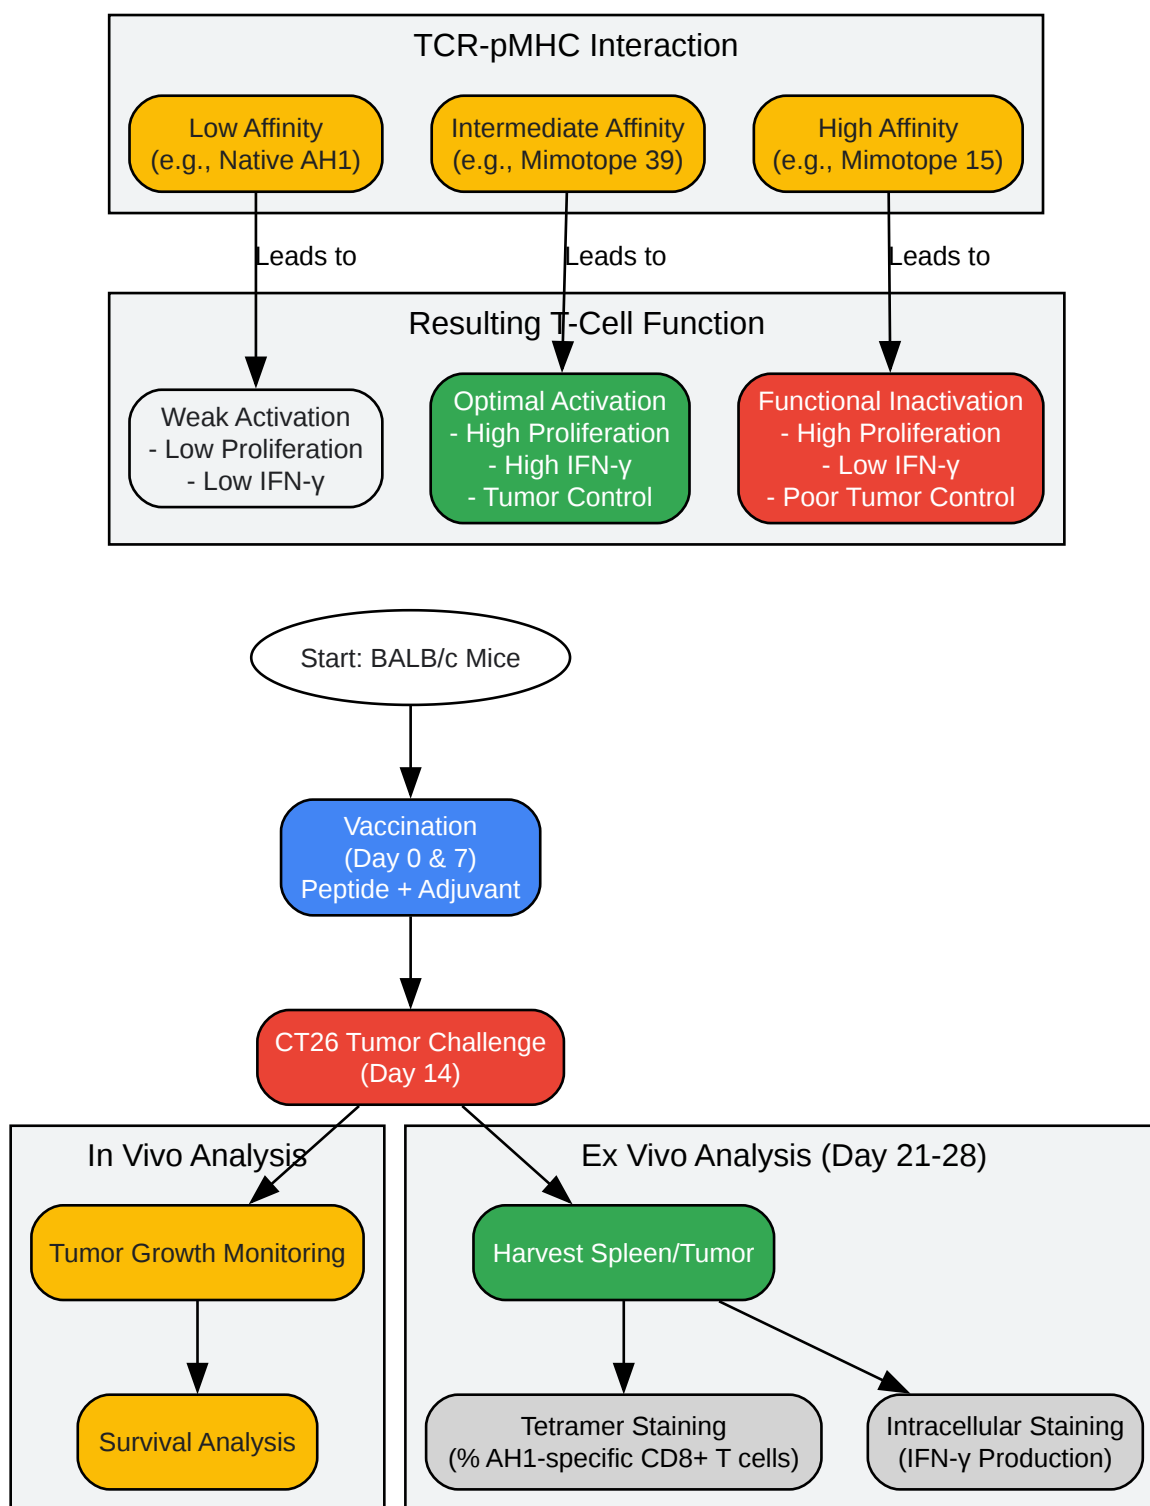 TCR-pMHC Interaction
Low Affinity
(e.g., Native AH1)
Intermediate Affinity
(e.g., Mimotope 39)
High Affinity
(e.g., Mimotope 15)
Leads to
Leads to
Leads to
Resulting T-Cell Function
Weak Activation
- Low Proliferation
- Low IFN-γ
Optimal Activation
- High Proliferation
- High IFN-γ
- Tumor Control
Functional Inactivation
- High Proliferation
- Low IFN-γ
- Poor Tumor Control
Start: BALB/c Mice
Vaccination
(Day 0 & 7)
Peptide + Adjuvant
CT26 Tumor Challenge
(Day 14)
In Vivo Analysis
Tumor Growth Monitoring
Survival Analysis
Ex Vivo Analysis (Day 21-28)
Harvest Spleen/Tumor
Tetramer Staining
(% AH1-specific CD8+ T cells)
Intracellular Staining
(IFN-γ Production)